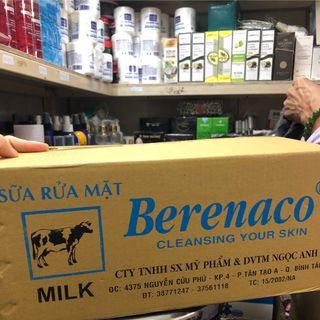 SỮA RỬA MẶT
Berenaco
CLEANSING YOUR SKIN
MILK
CTY TNHH SX MỸ PHẨM & DVTM NGỌC ANH
ĐC: 4375 NGUYỄN CỬU PHÚ - KP.4 - P.TÂN TẠO A - Q. BÌNH TÂ
ĐT: 38771247 - 37561118 TC: 15/2002/NA